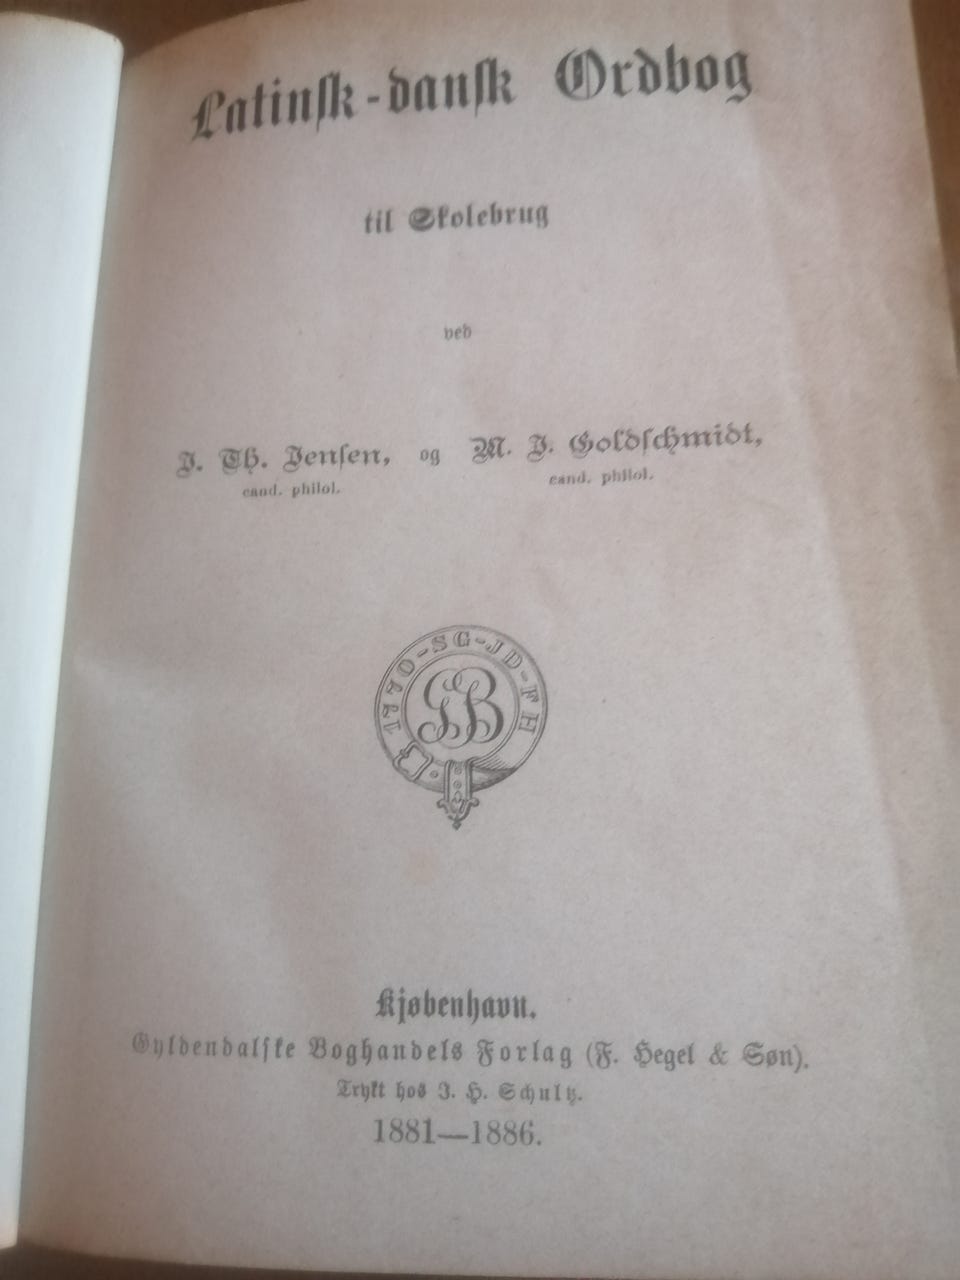 Latinsk-dansk Ordbog
til Skolebrug
ved
J. Th. Jensen, og M. J. Goldschmidt,
cand. philol. cand. philol.
1770-SG-JD-FH
GB
Kjøbenhavn.
Gyldendalske Boghandels Forlag (F. Hegel & Søn).
Trykt hos J. H. Schultz.
1881—1886.